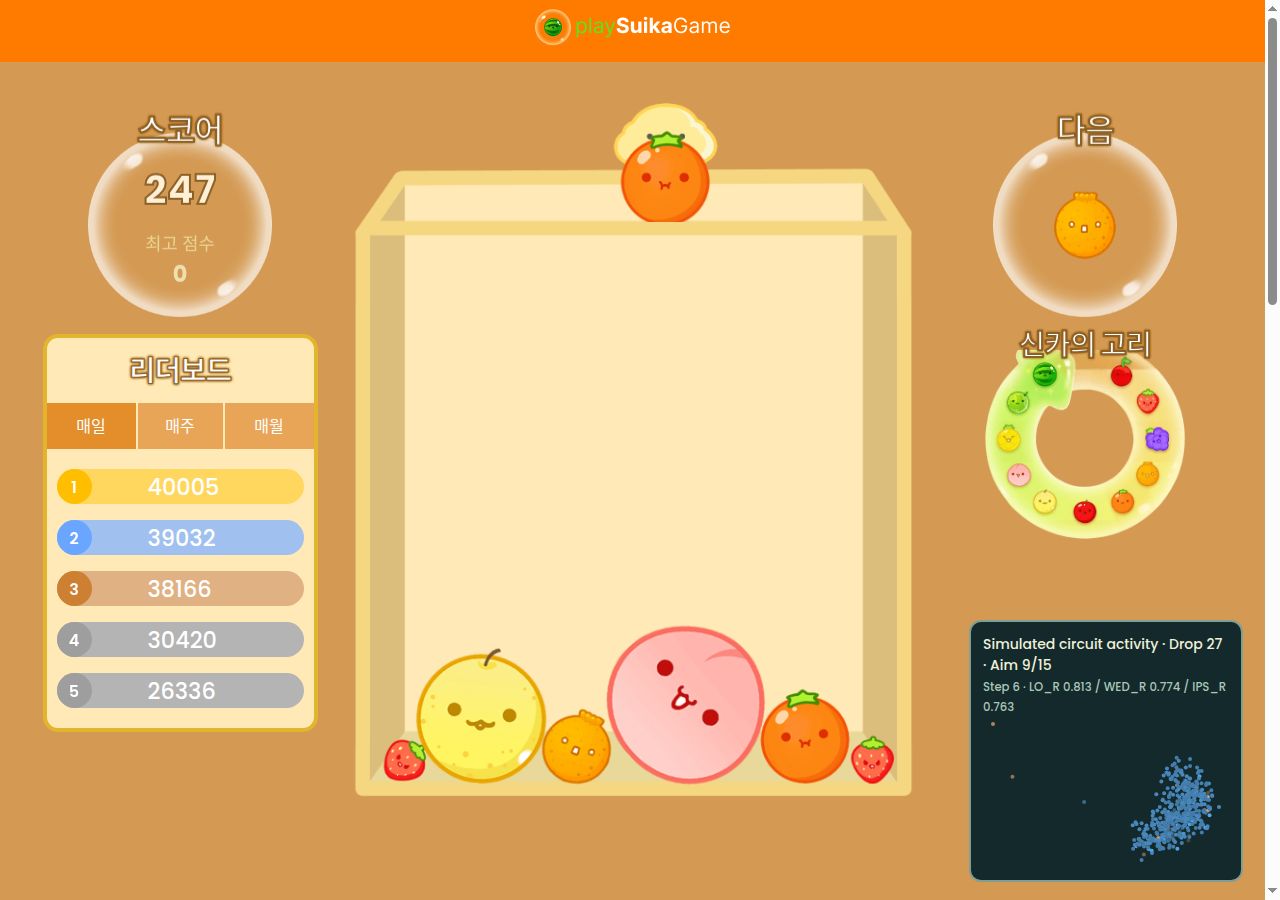 playSuikaGame
스코어
247
최고 점수
0
리더보드
매일 매주 매월
1 40005
2 39032
3 38166
4 30420
5 26336
다음
신카의 고리
Simulated circuit activity · Drop 27
· Aim 9/15
Step 6 · LO_R 0.813 / WED_R 0.774 / IPS_R
0.763